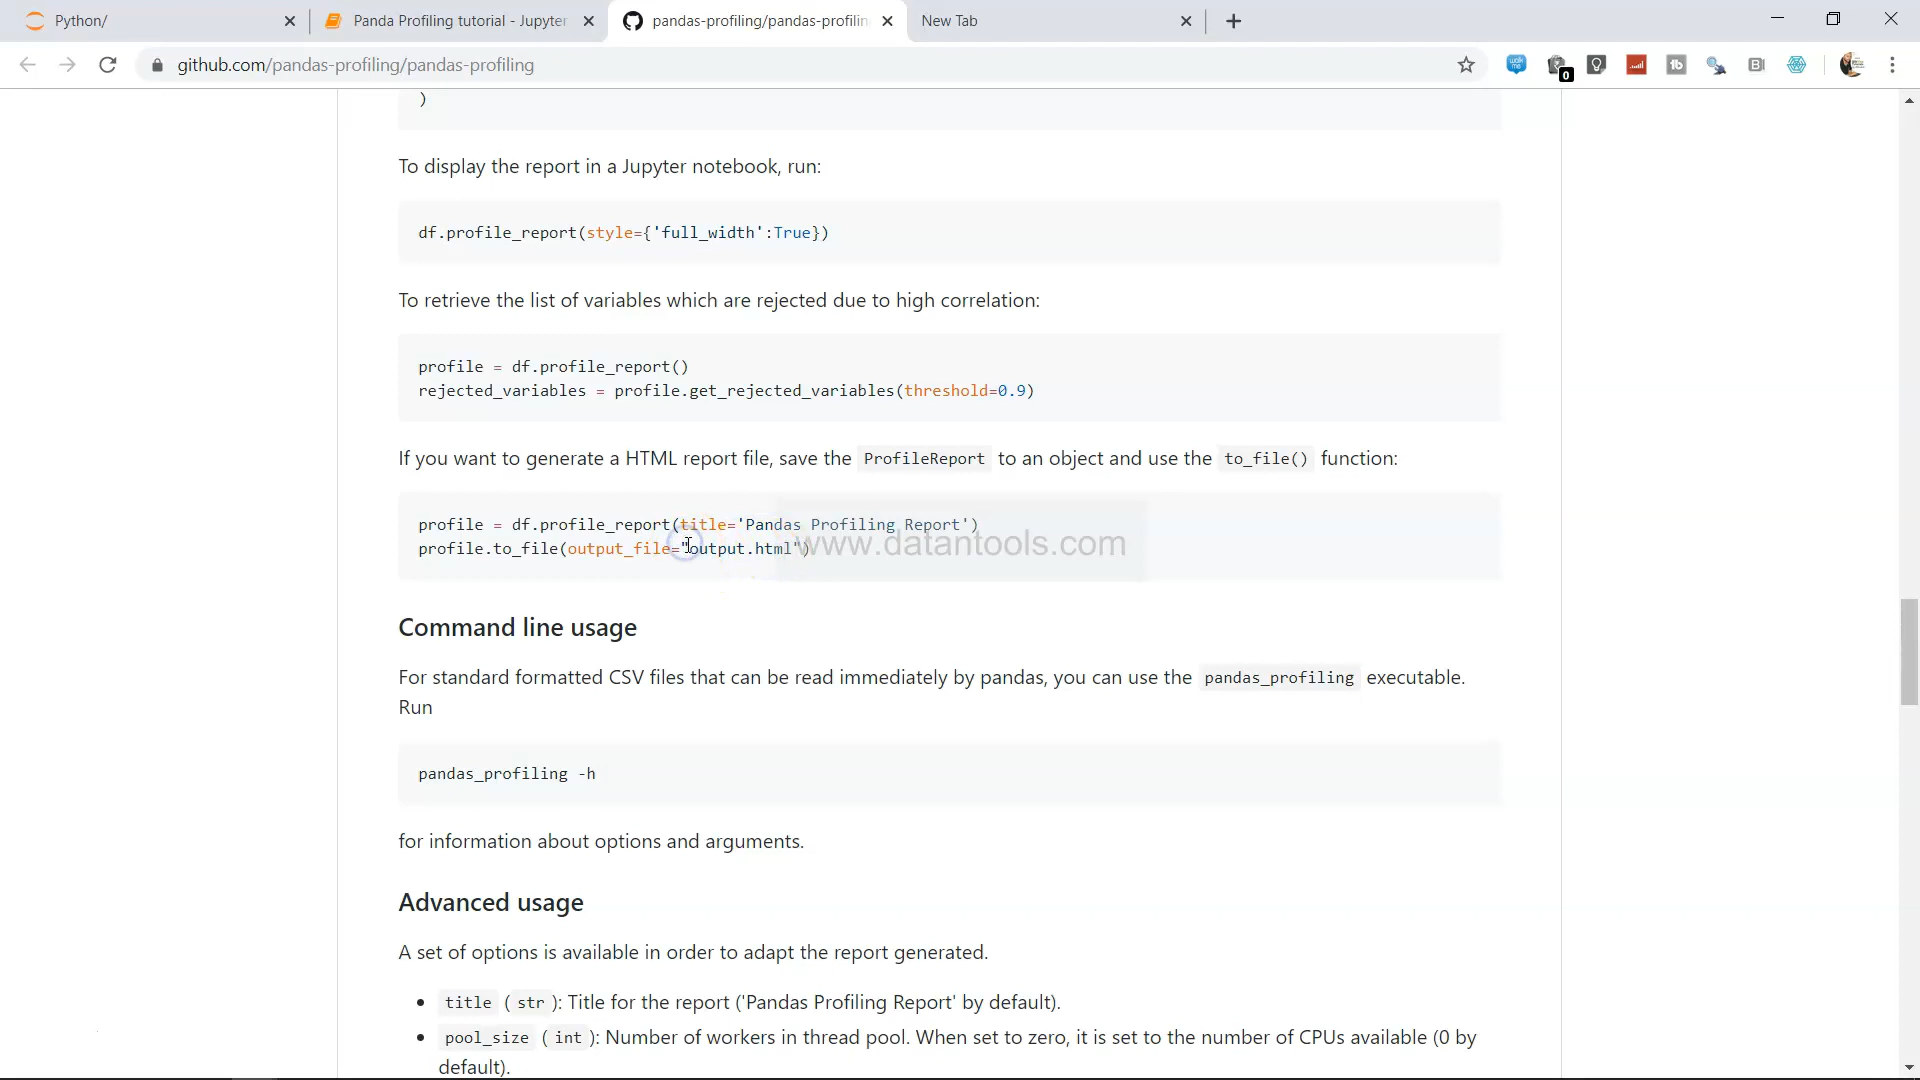 Python/
Panda Profiling tutorial - Jupyter
pandas-profiling/pandas-profilin
New Tab
github.com/pandas-profiling/pandas-profiling
0
)
To display the report in a Jupyter notebook, run:
df.profile_report(style={'full_width':True})
To retrieve the list of variables which are rejected due to high correlation:
profile = df.profile_report()
rejected_variables = profile.get_rejected_variables(threshold=0.9)
If you want to generate a HTML report file, save the ProfileReport to an object and use the to_file() function:
profile = df.profile_report(title='Pandas Profiling Report')
profile.to_file(output_file="output.html")
www.datantools.com
Command line usage
For standard formatted CSV files that can be read immediately by pandas, you can use the pandas_profiling executable.
Run
pandas_profiling -h
for information about options and arguments.
Advanced usage
A set of options is available in order to adapt the report generated.
title ( str ): Title for the report ('Pandas Profiling Report' by default).
pool_size ( int ): Number of workers in thread pool. When set to zero, it is set to the number of CPUs available (0 by
default).